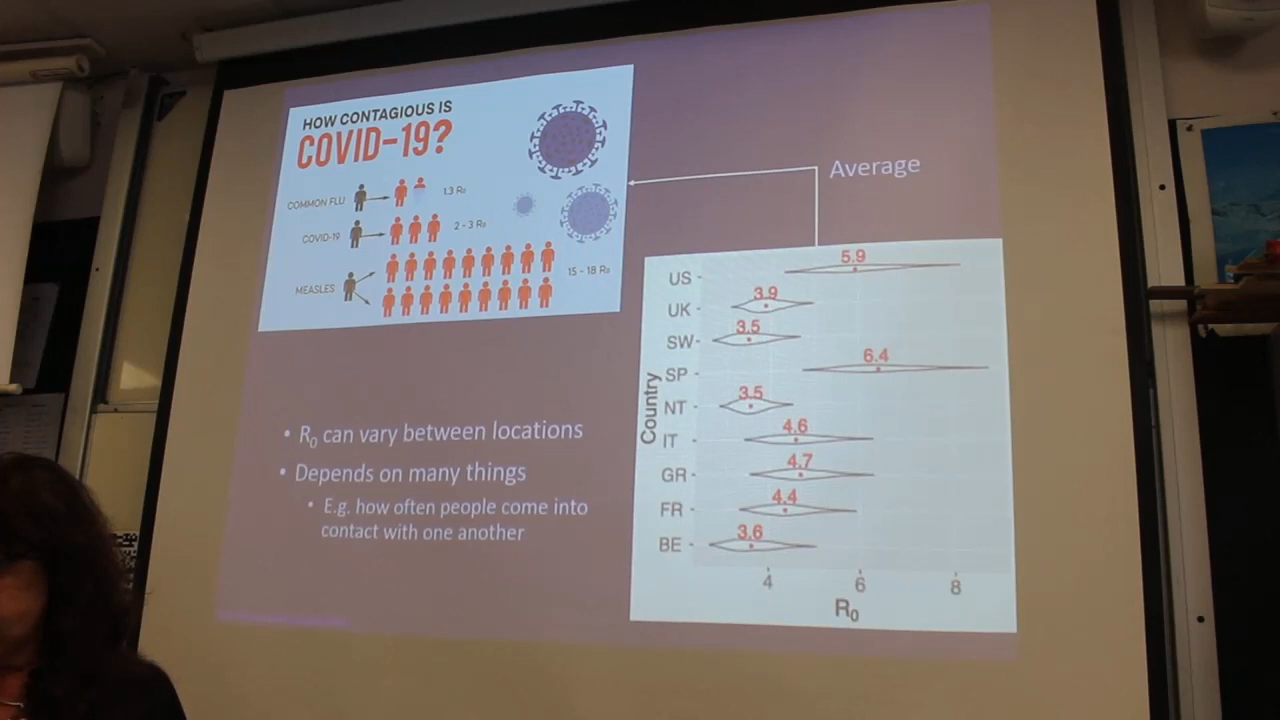 HOW CONTAGIOUS IS
COVID-19?
COMMON FLU
1.3 R₀
COVID-19
2 - 3 R₀
MEASLES
15 - 18 R₀
Average
• R₀ can vary between locations
• Depends on many things
• E.g. how often people come into
contact with one another
Country
US
5.9
UK
3.9
SW
3.5
SP
6.4
NT
3.5
IT
4.6
GR
4.7
FR
4.4
BE
3.6
4 6 8
R₀